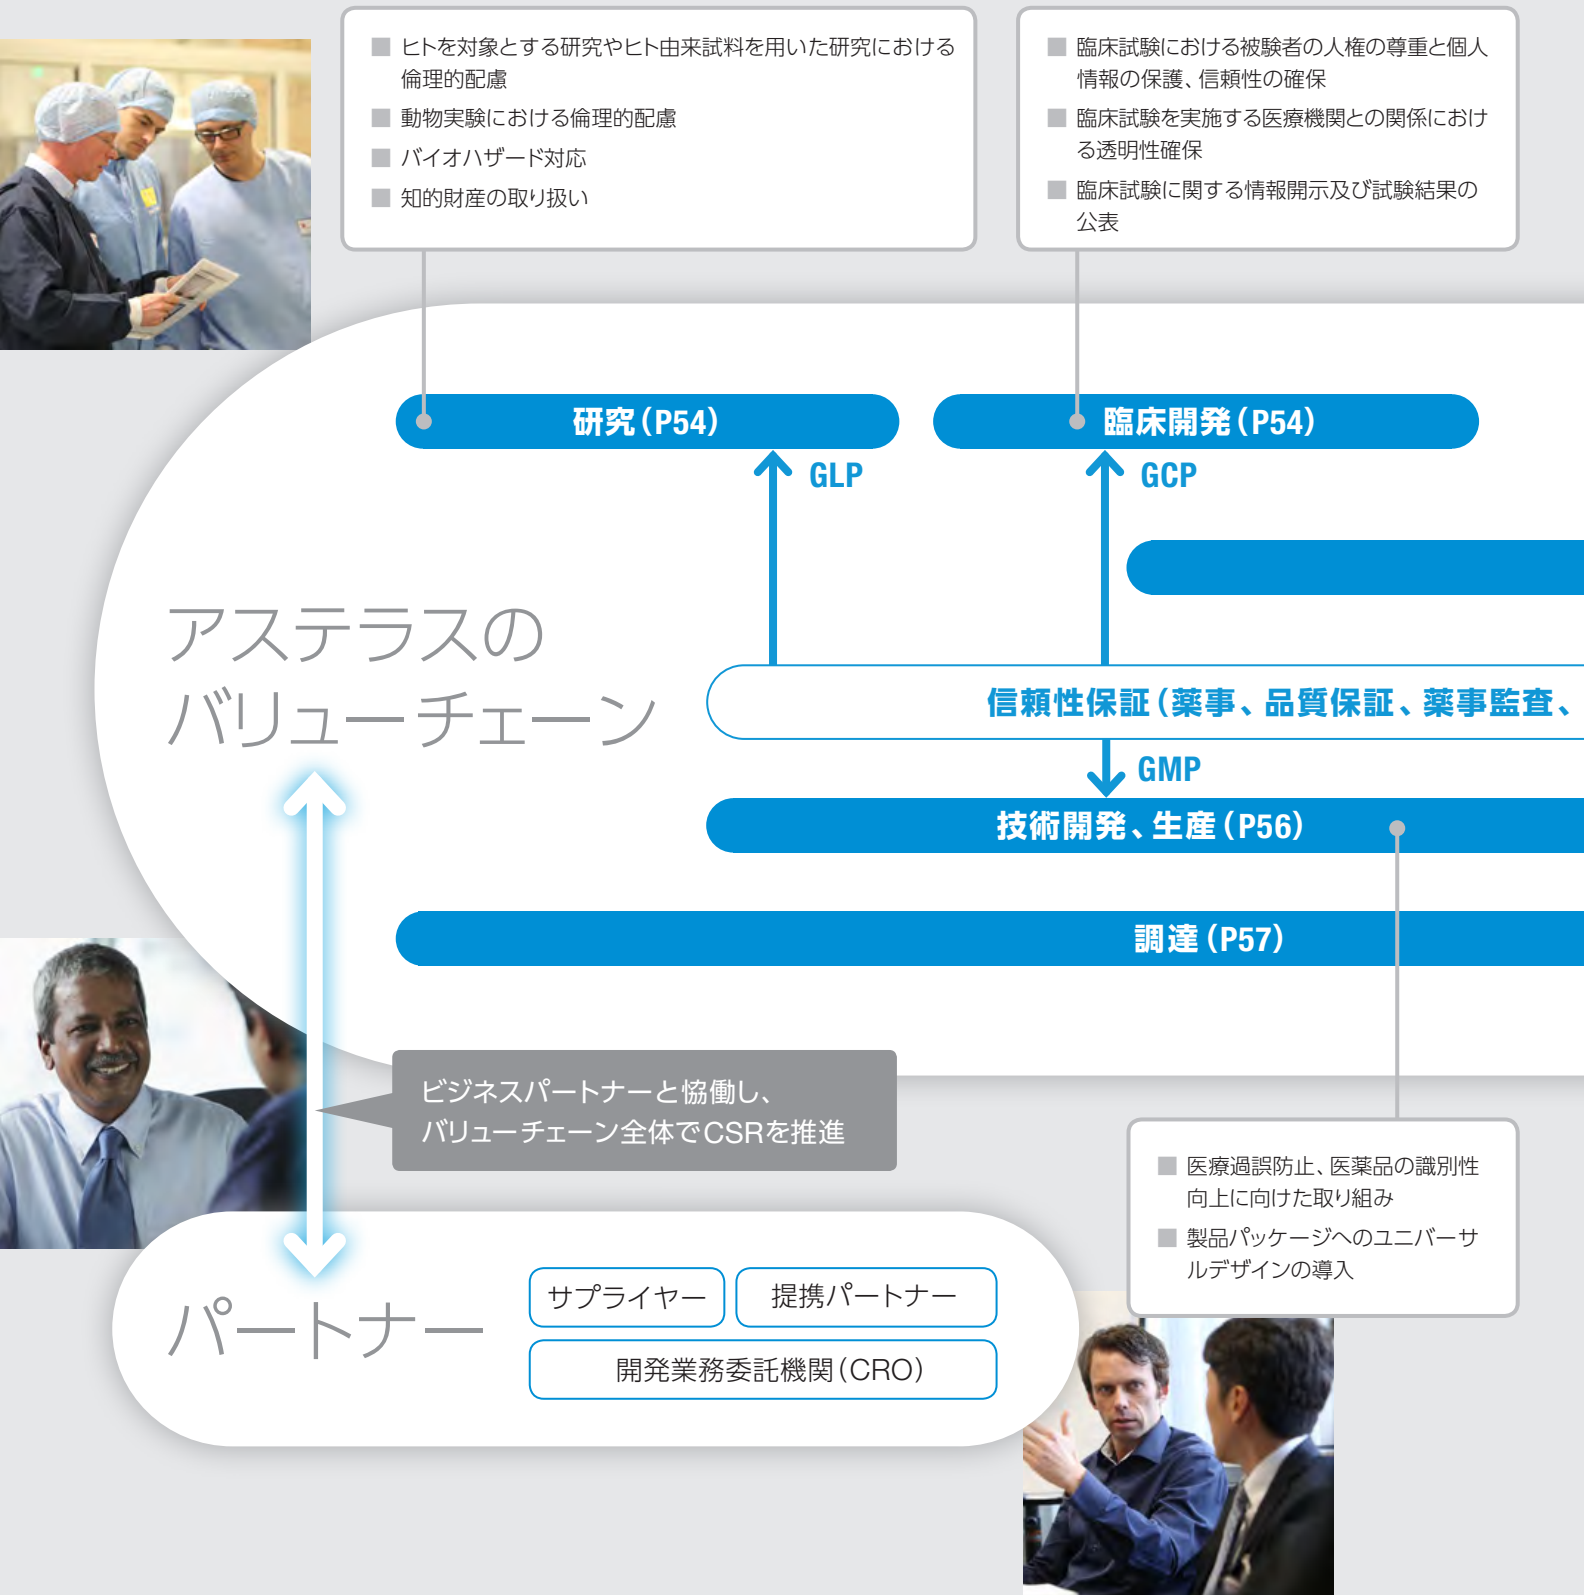 ■ ヒトを対象とする研究やヒト由来試料を用いた研究における
倫理的配慮
■ 動物実験における倫理的配慮
■ バイオハザード対応
■ 知的財産の取り扱い
■ 臨床試験における被験者の人権の尊重と個人
情報の保護、信頼性の確保
■ 臨床試験を実施する医療機関との関係におけ
る透明性確保
■ 臨床試験に関する情報開示及び試験結果の
公表
研究(P54)
臨床開発(P54)
GLP
GCP
アステラスの
バリューチェーン
信頼性保証(薬事、品質保証、薬事監査、
GMP
技術開発、生産(P56)
調達(P57)
ビジネスパートナーと恊働し、
バリューチェーン全体でCSRを推進
■ 医療過誤防止、医薬品の識別性
向上に向けた取り組み
■ 製品パッケージへのユニバーサ
ルデザインの導入
パートナー
サプライヤー
提携パートナー
開発業務委託機関(CRO)